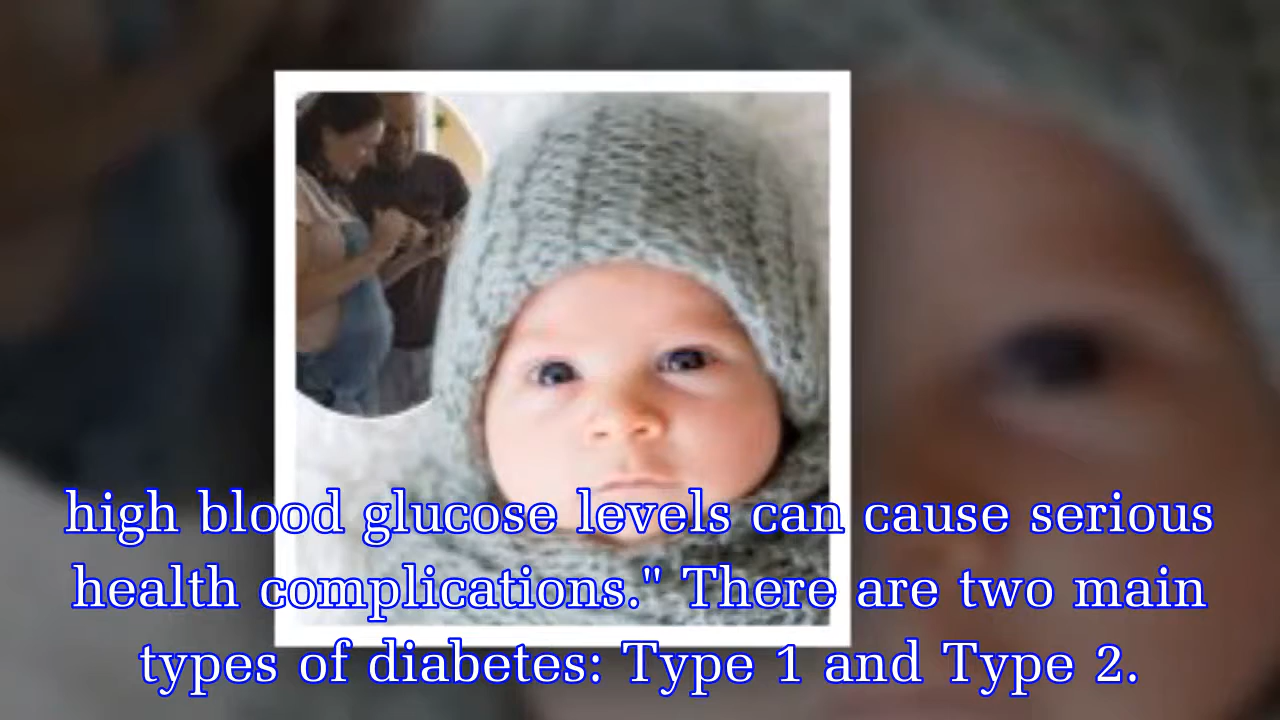 high blood glucose levels can cause serious
health complications." There are two main
types of diabetes: Type 1 and Type 2.